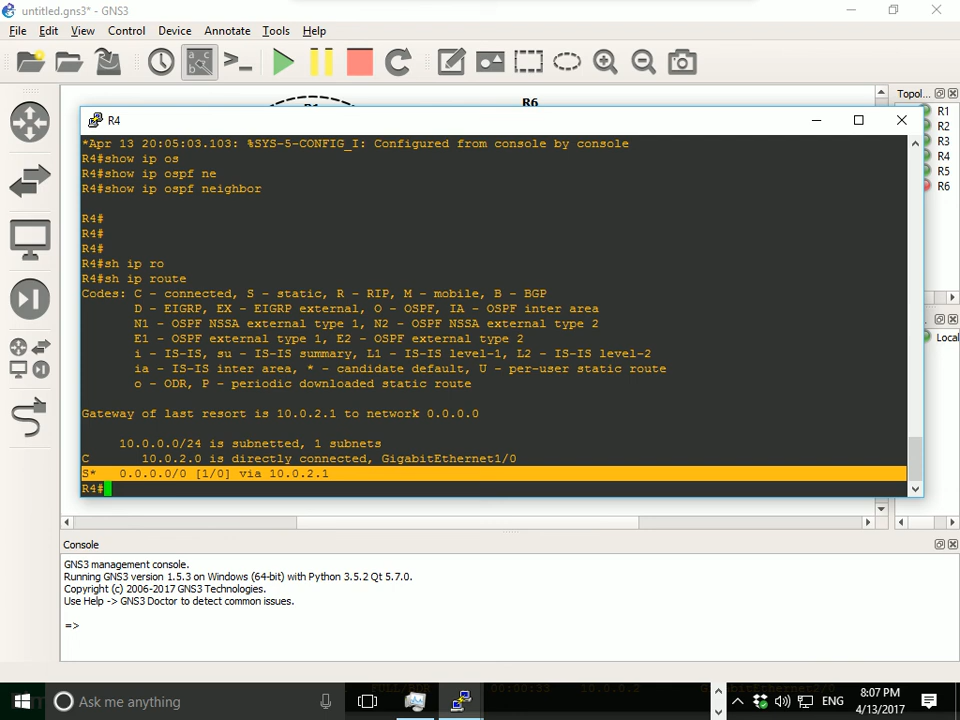 untitled.gns3* - GNS3
File Edit View Control Device Annotate Tools Help
R6
Topol...
R1
R2
R3
R4
R5
R6
R4
*Apr 13 20:05:03.103: %SYS-5-CONFIG_I: Configured from console by console
R4#show ip os
R4#show ip ospf ne
R4#show ip ospf neighbor
R4#
R4#
R4#
R4#sh ip ro
R4#sh ip route
Codes: C - connected, S - static, R - RIP, M - mobile, B - BGP
D - EIGRP, EX - EIGRP external, O - OSPF, IA - OSPF inter area
N1 - OSPF NSSA external type 1, N2 - OSPF NSSA external type 2
E1 - OSPF external type 1, E2 - OSPF external type 2
i - IS-IS, su - IS-IS summary, L1 - IS-IS level-1, L2 - IS-IS level-2
ia - IS-IS inter area, * - candidate default, U - per-user static route
o - ODR, P - periodic downloaded static route
Gateway of last resort is 10.0.2.1 to network 0.0.0.0
10.0.0.0/24 is subnetted, 1 subnets
C 10.0.2.0 is directly connected, GigabitEthernet1/0
S* 0.0.0.0/0 [1/0] via 10.0.2.1
R4#
Local
Console
GNS3 management console.
Running GNS3 version 1.5.3 on Windows (64-bit) with Python 3.5.2 Qt 5.7.0.
Copyright (c) 2006-2017 GNS3 Technologies.
Use Help -> GNS3 Doctor to detect common issues.
=>
Ask me anything
ENG
8:07 PM
4/13/2017